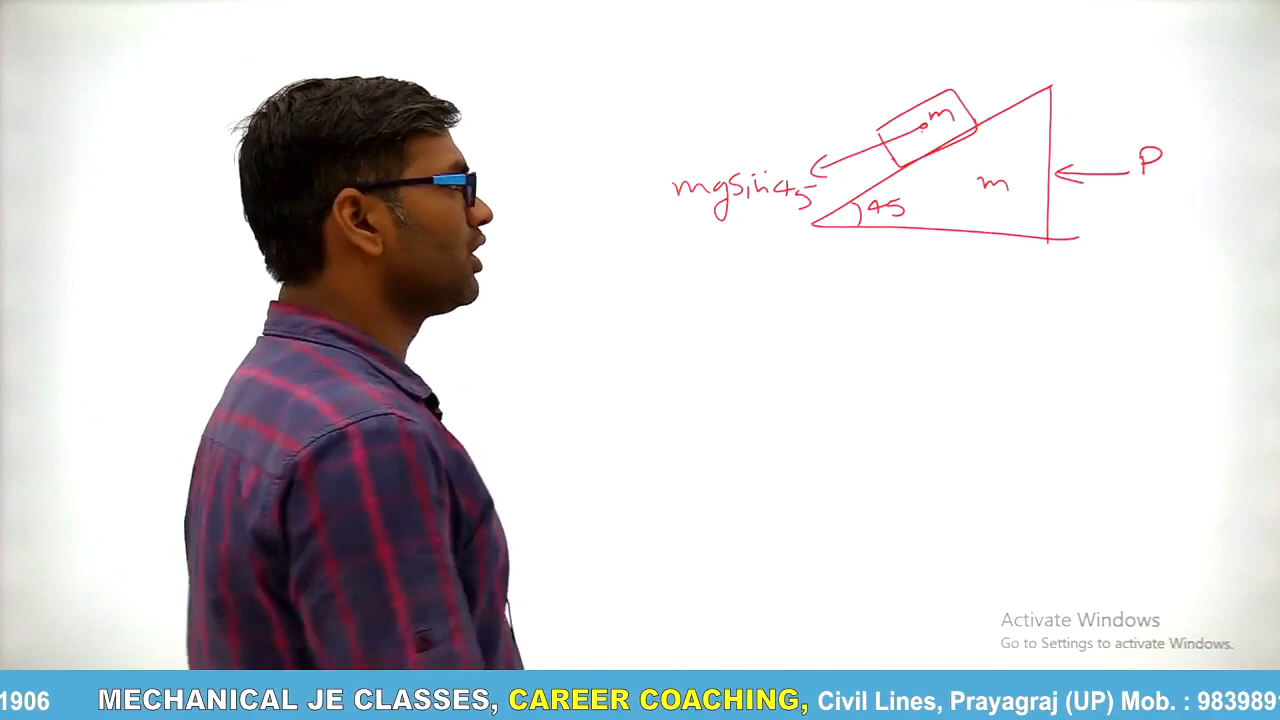 m
P
mgsin45
45
m
Activate Windows
Go to Settings to activate Windows.
1906 MECHANICAL JE CLASSES, CAREER COACHING, Civil Lines, Prayagraj (UP) Mob. : 983989